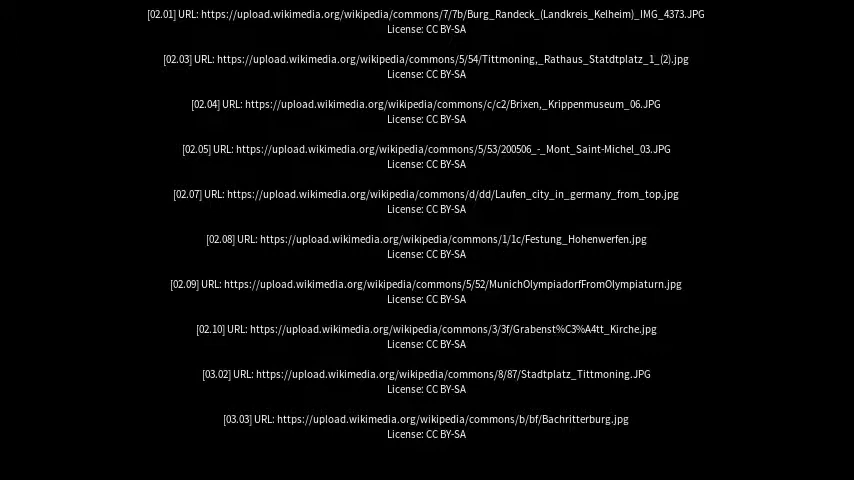 [02.01] URL: https://upload.wikimedia.org/wikipedia/commons/7/7b/Burg_Randeck_(Landkreis_Kelheim)_IMG_4373.JPG
License: CC BY-SA
[02.03] URL: https://upload.wikimedia.org/wikipedia/commons/5/54/Tittmoning,_Rathaus_Statdtplatz_1_(2).jpg
License: CC BY-SA
[02.04] URL: https://upload.wikimedia.org/wikipedia/commons/c/c2/Brixen,_Krippenmuseum_06.JPG
License: CC BY-SA
[02.05] URL: https://upload.wikimedia.org/wikipedia/commons/5/53/200506_-_Mont_Saint-Michel_03.JPG
License: CC BY-SA
[02.07] URL: https://upload.wikimedia.org/wikipedia/commons/d/dd/Laufen_city_in_germany_from_top.jpg
License: CC BY-SA
[02.08] URL: https://upload.wikimedia.org/wikipedia/commons/1/1c/Festung_Hohenwerfen.jpg
License: CC BY-SA
[02.09] URL: https://upload.wikimedia.org/wikipedia/commons/5/52/MunichOlympiadorfFromOlympiaturn.jpg
License: CC BY-SA
[02.10] URL: https://upload.wikimedia.org/wikipedia/commons/3/3f/Grabenst%C3%A4tt_Kirche.jpg
License: CC BY-SA
[03.02] URL: https://upload.wikimedia.org/wikipedia/commons/8/87/Stadtplatz_Tittmoning.JPG
License: CC BY-SA
[03.03] URL: https://upload.wikimedia.org/wikipedia/commons/b/bf/Bachritterburg.jpg
License: CC BY-SA